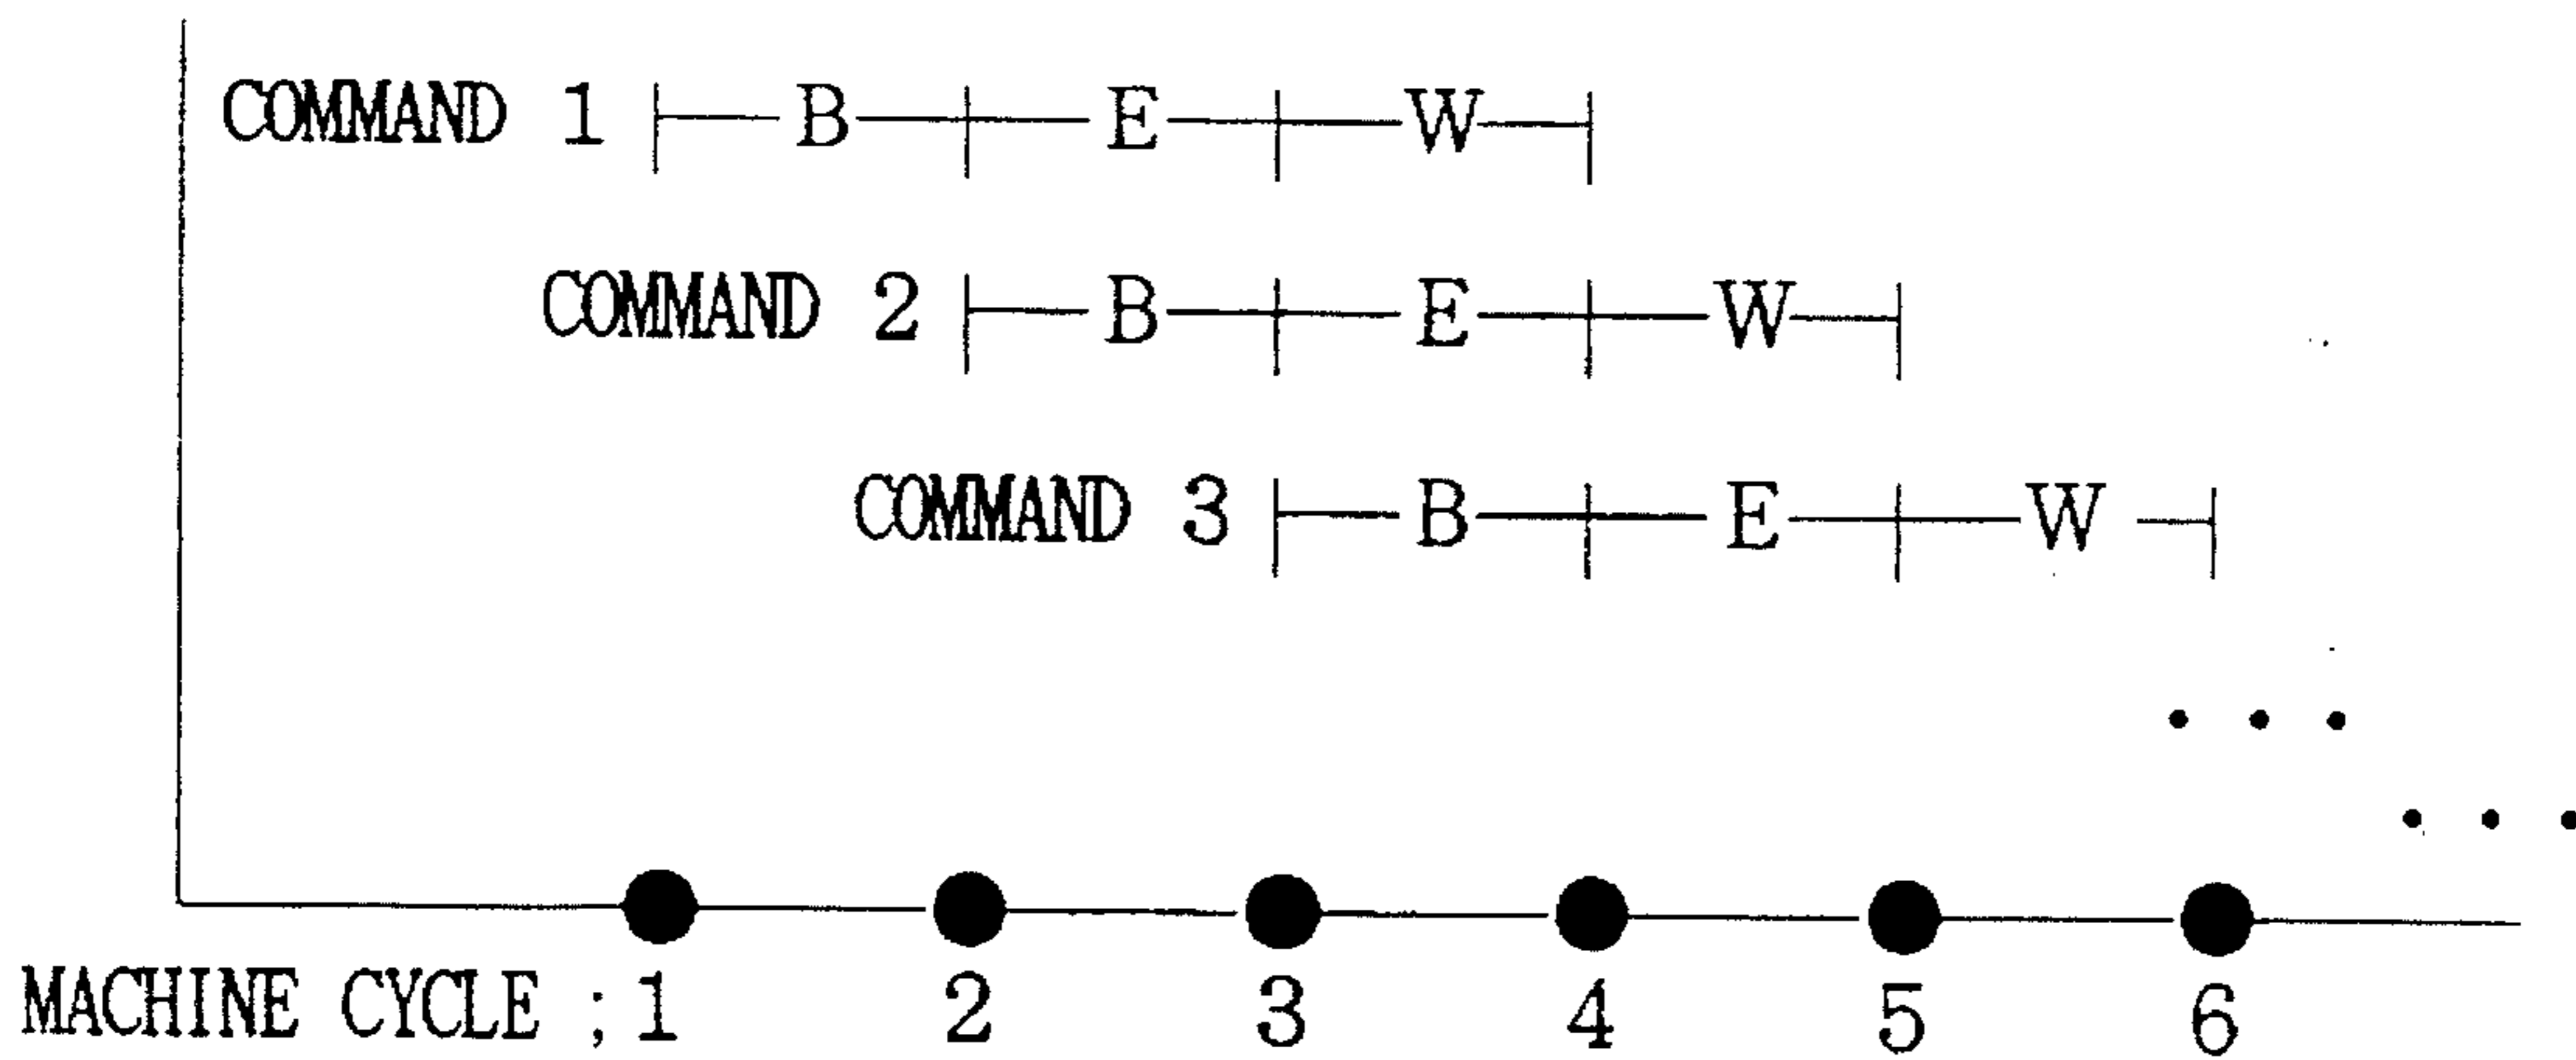 COMMAND 1 B E W
COMMAND 2 B E W
COMMAND 3 B E W
. . .
. . .
MACHINE CYCLE ; 1 2 3 4 5 6